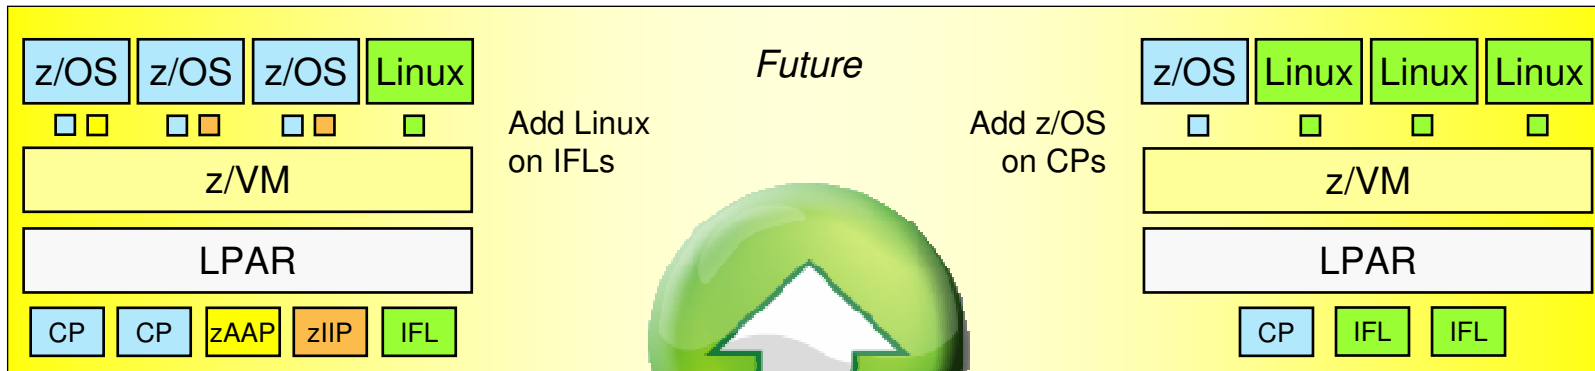 z/OS z/OS z/OS Linux
Future
z/OS Linux Linux Linux
Add Linux
on IFLs
Add z/OS
on CPs
z/VM
z/VM
LPAR
LPAR
CP CP zAAP zIIP IFL
CP IFL IFL